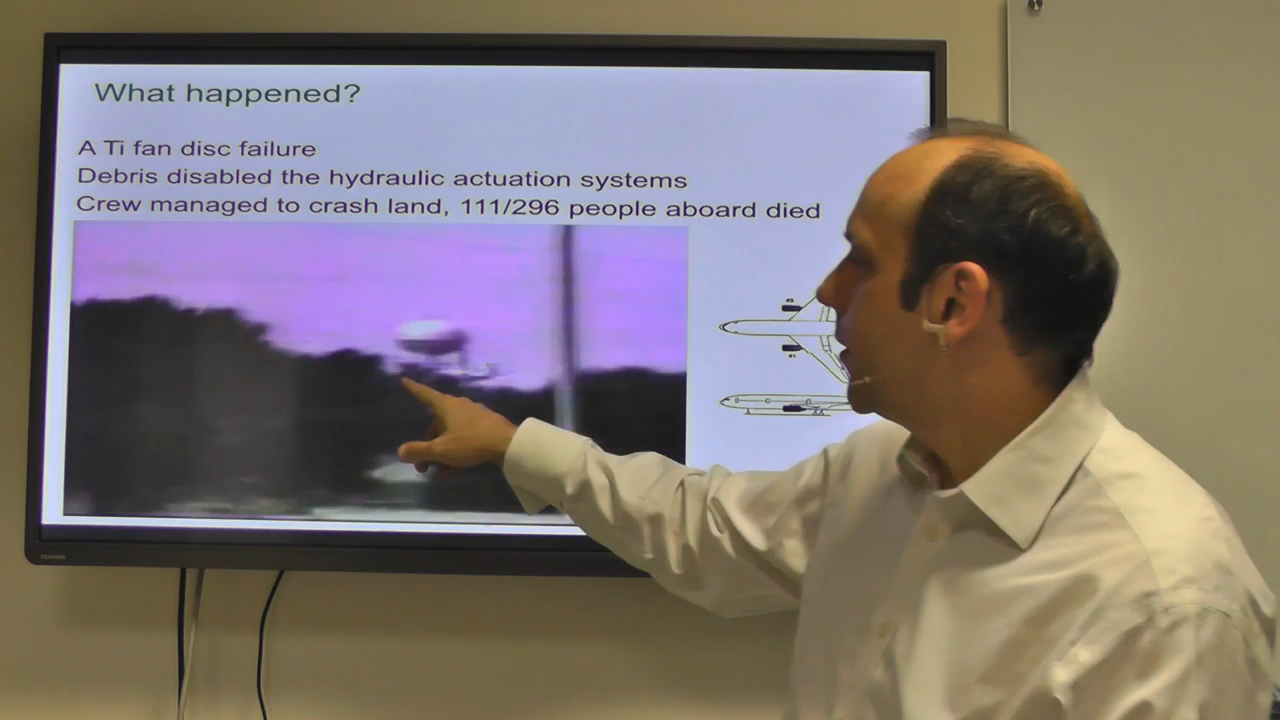 What happened?
A Ti fan disc failure
Debris disabled the hydraulic actuation systems
Crew managed to crash land, 111/296 people aboard died
TOSHIBA